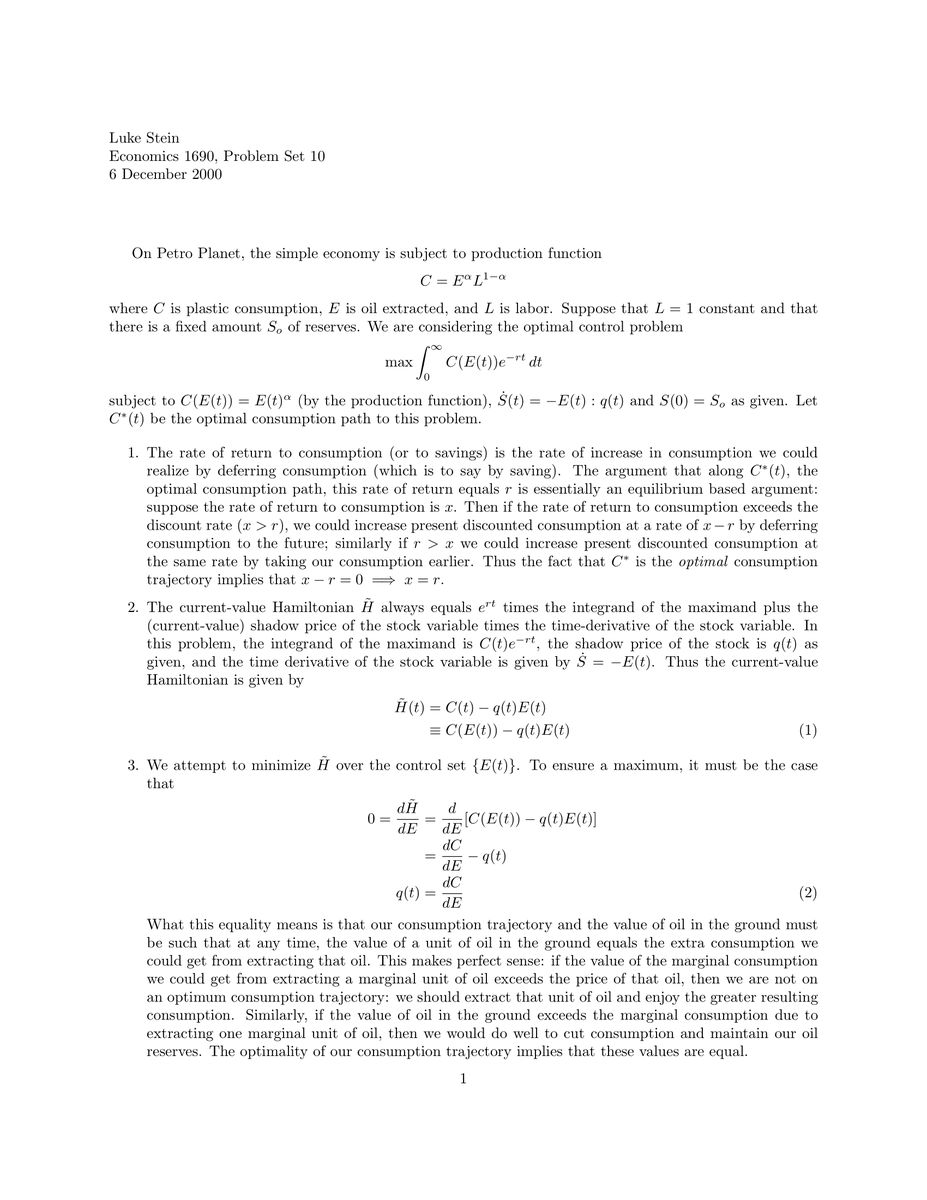 Luke Stein
Economics 1690, Problem Set 10
6 December 2000
On Petro Planet, the simple economy is subject to production function
C = E^α L^{1−α}
where C is plastic consumption, E is oil extracted, and L is labor. Suppose that L = 1 constant and that
there is a fixed amount S_o of reserves. We are considering the optimal control problem
max ∫_0^∞ C(E(t))e^{−rt} dt
subject to C(E(t)) = E(t)^α (by the production function), Ṡ(t) = −E(t) : q(t) and S(0) = S_o as given. Let
C*(t) be the optimal consumption path to this problem.
1. The rate of return to consumption (or to savings) is the rate of increase in consumption we could
realize by deferring consumption (which is to say by saving). The argument that along C*(t), the
optimal consumption path, this rate of return equals r is essentially an equilibrium based argument:
suppose the rate of return to consumption is x. Then if the rate of return to consumption exceeds the
discount rate (x > r), we could increase present discounted consumption at a rate of x − r by deferring
consumption to the future; similarly if r > x we could increase present discounted consumption at
the same rate by taking our consumption earlier. Thus the fact that C* is the optimal consumption
trajectory implies that x − r = 0 ⟹ x = r.
2. The current-value Hamiltonian H̃ always equals e^{rt} times the integrand of the maximand plus the
(current-value) shadow price of the stock variable times the time-derivative of the stock variable. In
this problem, the integrand of the maximand is C(t)e^{−rt}, the shadow price of the stock is q(t) as
given, and the time derivative of the stock variable is given by Ṡ = −E(t). Thus the current-value
Hamiltonian is given by
H̃(t) = C(t) − q(t)E(t)
≡ C(E(t)) − q(t)E(t) (1)
3. We attempt to minimize H̃ over the control set {E(t)}. To ensure a maximum, it must be the case
that
0 = dH̃/dE = d/dE [C(E(t)) − q(t)E(t)]
= dC/dE − q(t)
q(t) = dC/dE (2)
What this equality means is that our consumption trajectory and the value of oil in the ground must
be such that at any time, the value of a unit of oil in the ground equals the extra consumption we
could get from extracting that oil. This makes perfect sense: if the value of the marginal consumption
we could get from extracting a marginal unit of oil exceeds the price of that oil, then we are not on
an optimum consumption trajectory: we should extract that unit of oil and enjoy the greater resulting
consumption. Similarly, if the value of oil in the ground exceeds the marginal consumption due to
extracting one marginal unit of oil, then we would do well to cut consumption and maintain our oil
reserves. The optimality of our consumption trajectory implies that these values are equal.
1